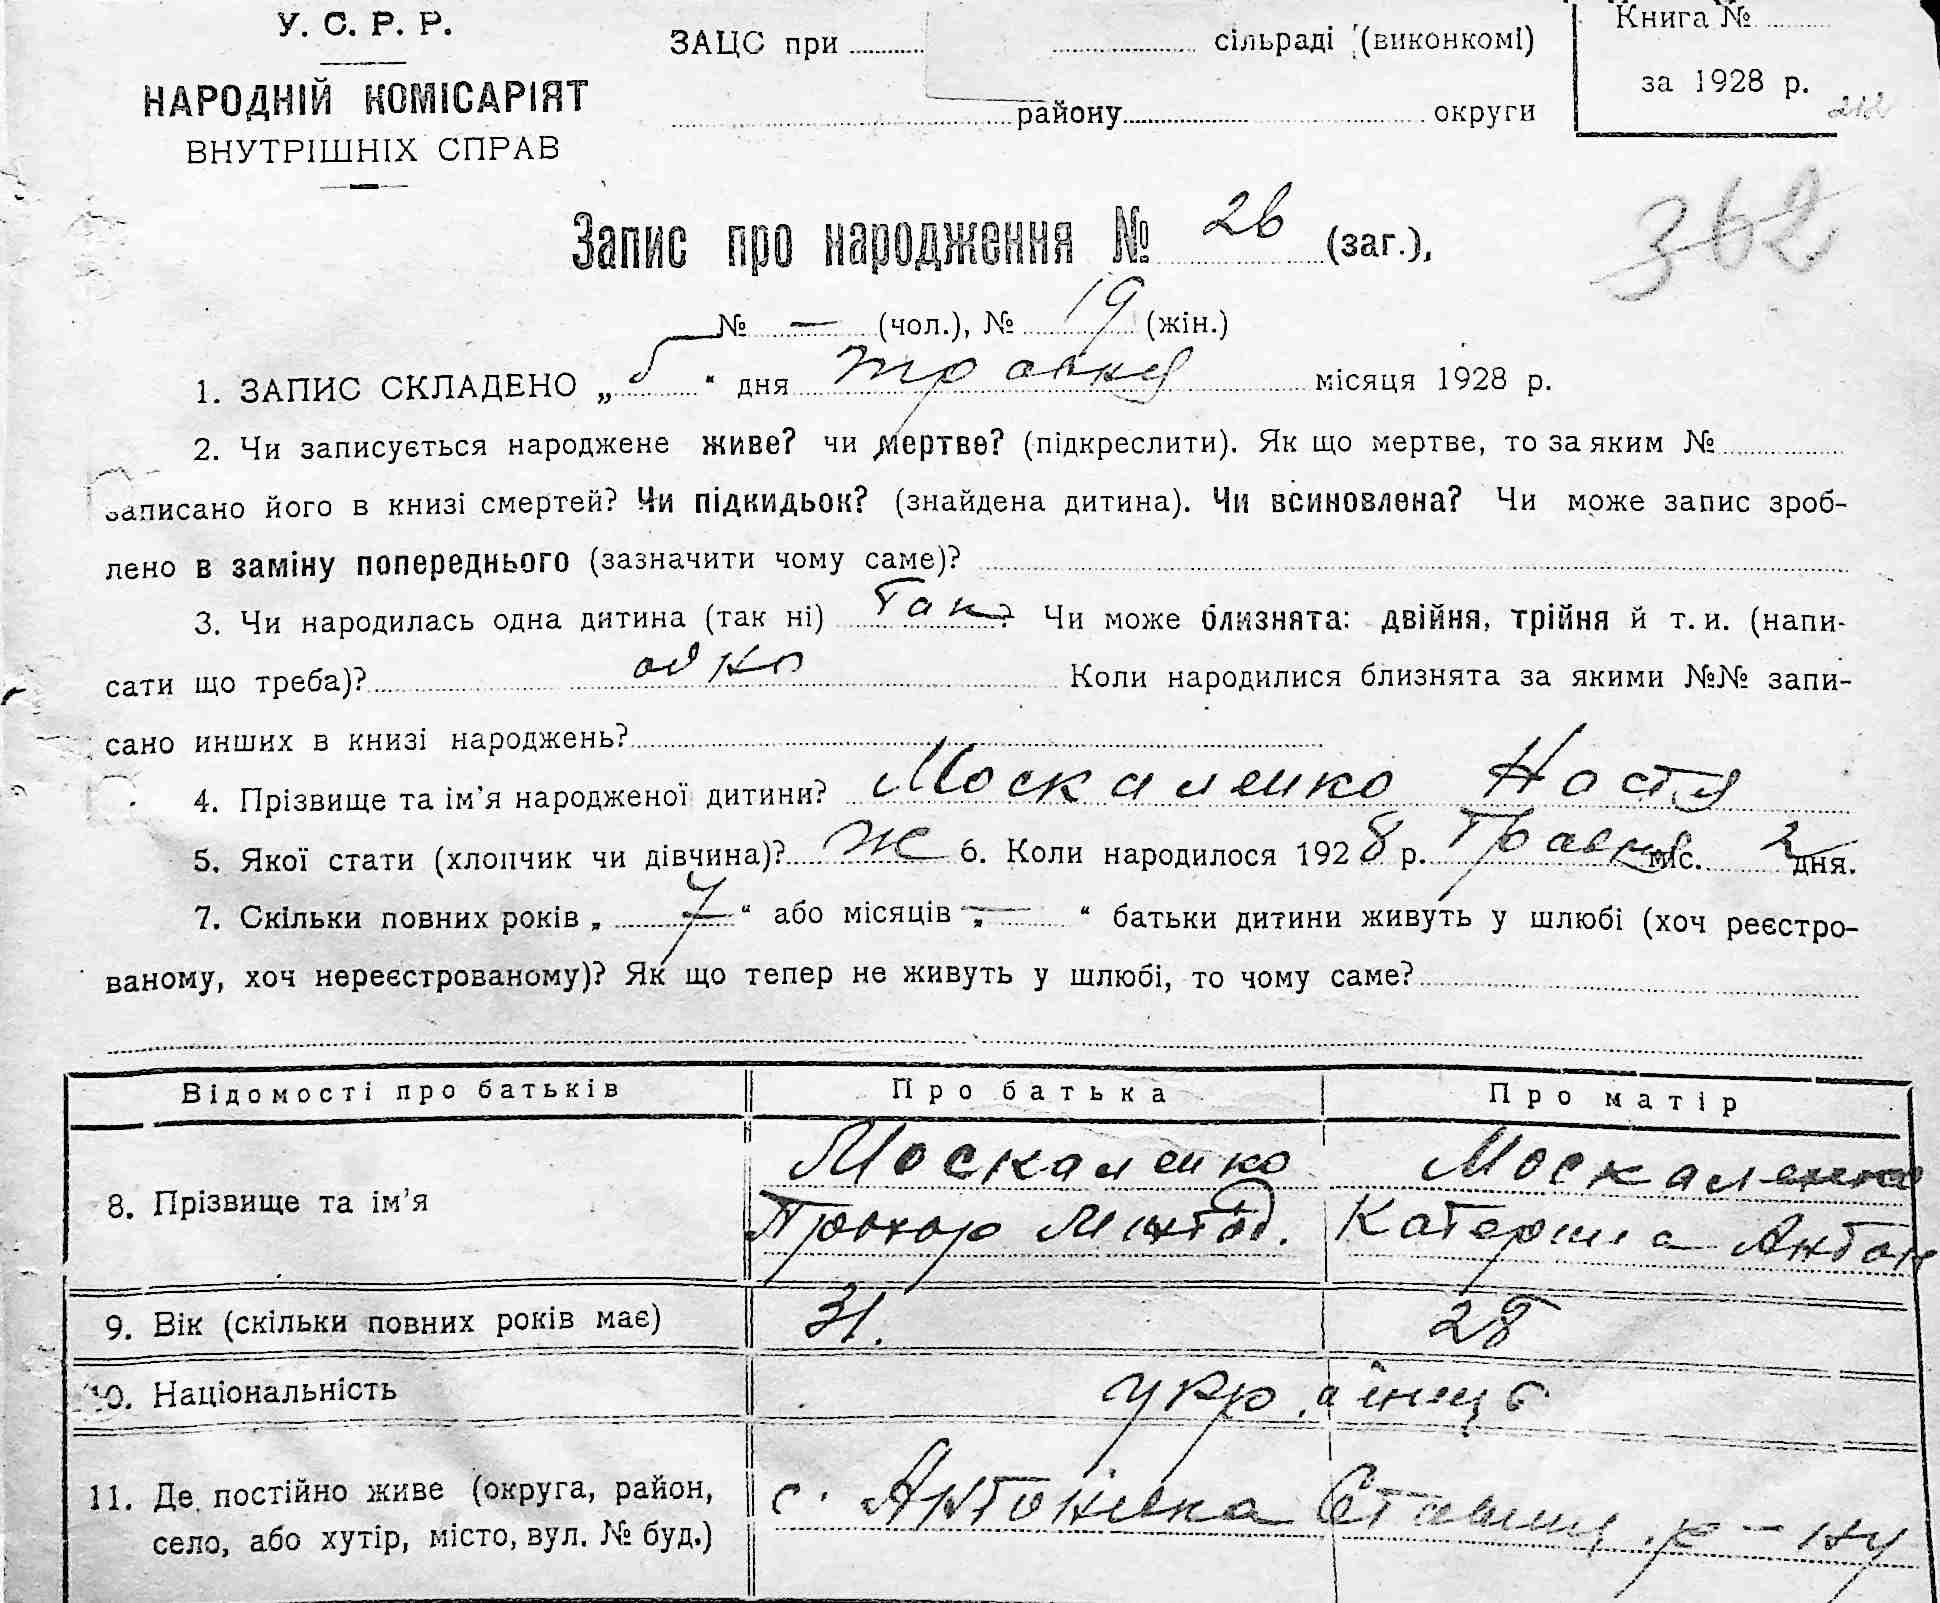 У. С. Р. Р.
НАРОДНІЙ КОМІСАРІЯТ
ВНУТРІШНІХ СПРАВ
ЗАЦС при сільраді (виконкомі)
району округи
Книга №
за 1928 р.
212
362
Запис про народження № 26 (заг.),
№ — (чол.), № 19 (жін.)
1. ЗАПИС СКЛАДЕНО „ 5 “ дня травня місяця 1928 р.
2. Чи записується народжене живе? чи мертве? (підкреслити). Як що мертве, то за яким №
записано його в книзі смертей? Чи підкидьок? (знайдена дитина). Чи всиновлена? Чи може запис зроб-
лено в заміну попереднього (зазначити чому саме)?
3. Чи народилась одна дитина (так ні) Так? Чи може близнята: двійня, трійня й т. и. (напи-
сати що треба)? одно Коли народилися близнята за якими №№ запи-
сано инших в книзі народжень?
4. Прізвище та ім'я народженої дитини? Москаленко Настя
5. Якої стати (хлопчик чи дівчина)? Ж 6. Коли народилося 1928 р. Травня міс. 2 дня.
7. Скільки повних років „ 7 “ або місяців „ — “ батьки дитини живуть у шлюбі (хоч реєстро-
ваному, хоч нереєстрованому)? Як що тепер не живуть у шлюбі, то чому саме?
Відомості про батьків Про батька Про матір
8. Прізвище та ім'я Москаленко Прохор Москаленко Катерина Антон
9. Вік (скільки повних років має) 31. 28
10. Національність українці
11. Де постійно живе (округа, район, с. Антонівка Ставищ. р-ну
село, або хутір, місто, вул. № буд.)